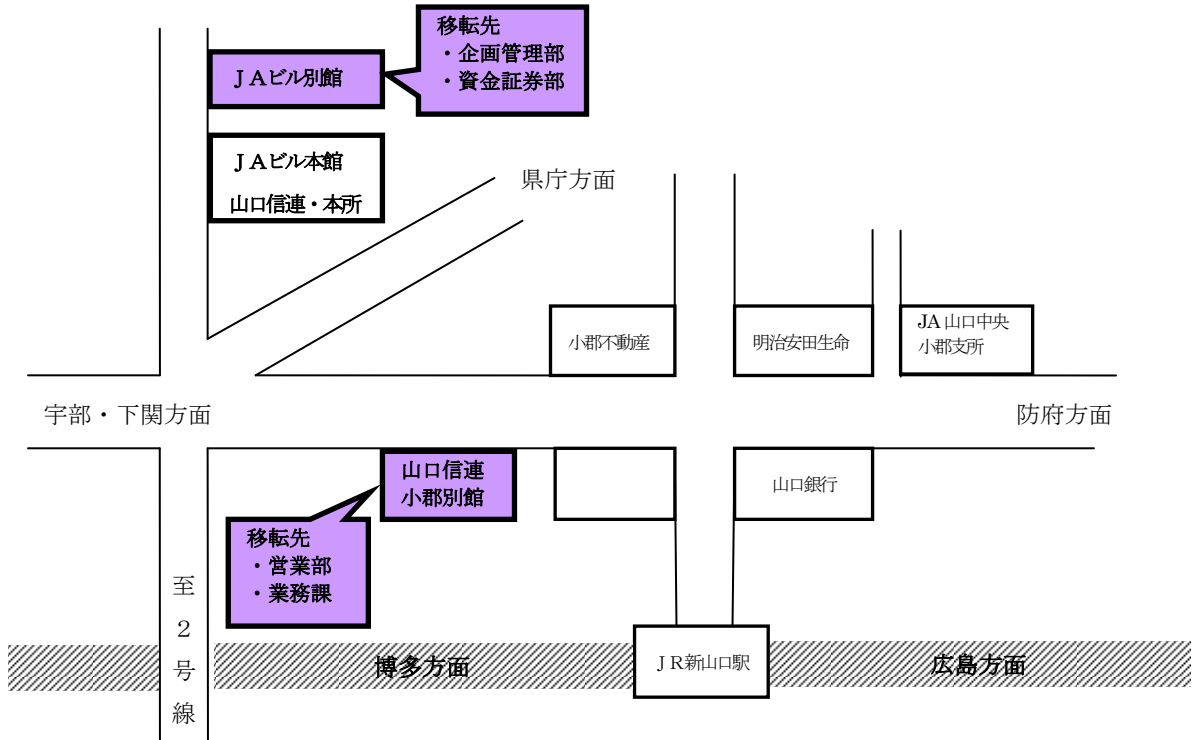 移転先
・企画管理部
・資金証券部
ＪＡビル別館
ＪＡビル本館
山口信連・本所
県庁方面
小郡不動産
明治安田生命
JA 山口中央
小郡支所
宇部・下関方面
防府方面
山口信連
小郡別館
山口銀行
移転先
・営業部
・業務課
至２号線
博多方面
ＪＲ新山口駅
広島方面